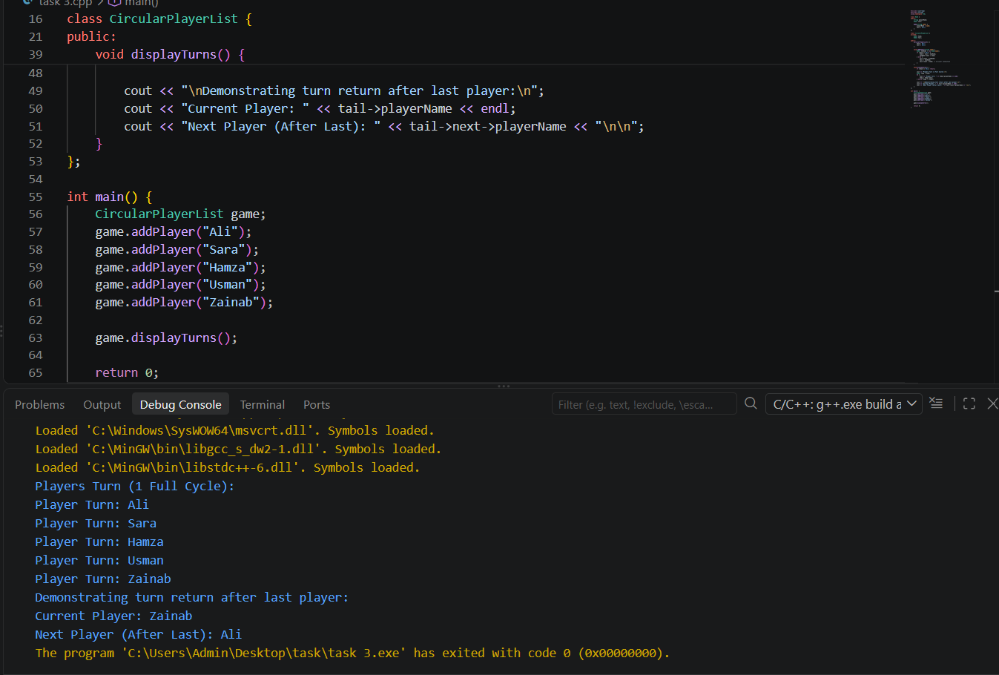 task 3.cpp > main()
16 class CircularPlayerList {
21 public:
39 void displayTurns() {
48
49 cout << "\nDemonstrating turn return after last player:\n";
50 cout << "Current Player: " << tail->playerName << endl;
51 cout << "Next Player (After Last): " << tail->next->playerName << "\n\n";
52 }
53 };
54
55 int main() {
56 CircularPlayerList game;
57 game.addPlayer("Ali");
58 game.addPlayer("Sara");
59 game.addPlayer("Hamza");
60 game.addPlayer("Usman");
61 game.addPlayer("Zainab");
62
63 game.displayTurns();
64
65 return 0;
Problems Output Debug Console Terminal Ports Filter (e.g. text, !exclude, \esca... C/C++: g++.exe build a
Loaded 'C:\Windows\SysWOW64\msvcrt.dll'. Symbols loaded.
Loaded 'C:\MinGW\bin\libgcc_s_dw2-1.dll'. Symbols loaded.
Loaded 'C:\MinGW\bin\libstdc++-6.dll'. Symbols loaded.
Players Turn (1 Full Cycle):
Player Turn: Ali
Player Turn: Sara
Player Turn: Hamza
Player Turn: Usman
Player Turn: Zainab
Demonstrating turn return after last player:
Current Player: Zainab
Next Player (After Last): Ali
The program 'C:\Users\Admin\Desktop\task\task 3.exe' has exited with code 0 (0x00000000).